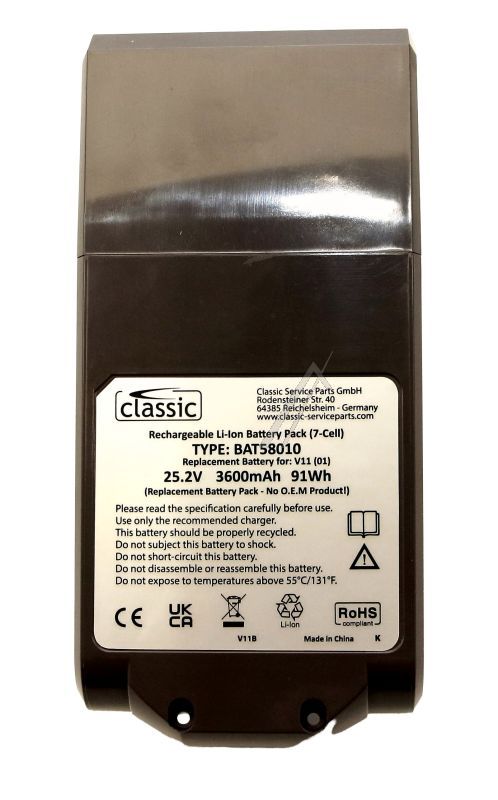 classic
Classic Service Parts GmbH
Rodensteiner Str. 40
64385 Reichelsheim - Germany
www.classic-serviceparts.com
Rechargeable Li-Ion Battery Pack (7-Cell)
TYPE: BAT58010
Replacement Battery for: V11 (01)
25.2V 3600mAh 91Wh
(Replacement Battery Pack - No O.E.M Product!)
Please read the specification carefully before use.
Use only the recommended charger.
This battery should be properly recycled.
Do not subject this battery to shock.
Do not short-circuit this battery.
Do not disassemble or reassemble this battery.
Do not expose to temperatures above 55°C/131°F.
CE
UK
CA
Li-Ion
RoHS
compliant
V11B
Made in China
K